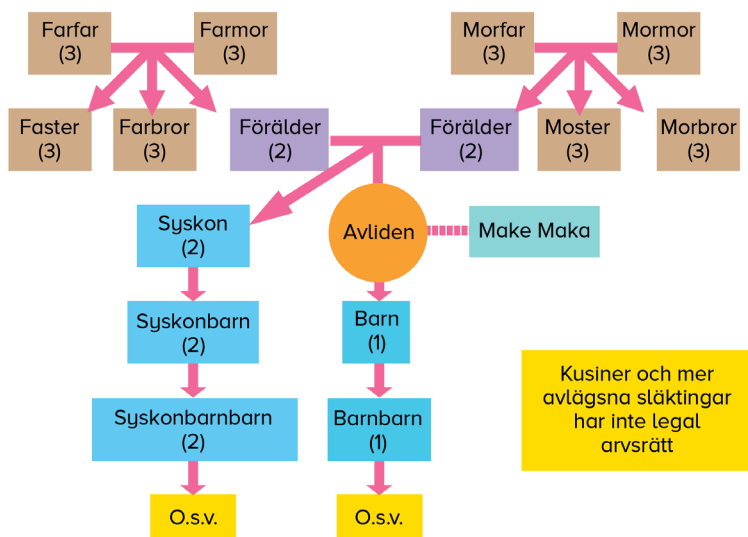 Farfar
(3)
Farmor
(3)
Morfar
(3)
Mormor
(3)
Faster
(3)
Farbror
(3)
Förälder
(2)
Förälder
(2)
Moster
(3)
Morbror
(3)
Syskon
(2)
Avliden
Make Maka
Syskonbarn
(2)
Barn
(1)
Kusiner och mer
avlägsna släktingar
har inte legal
arvsrätt
Syskonbarnbarn
(2)
Barnbarn
(1)
O.s.v.
O.s.v.